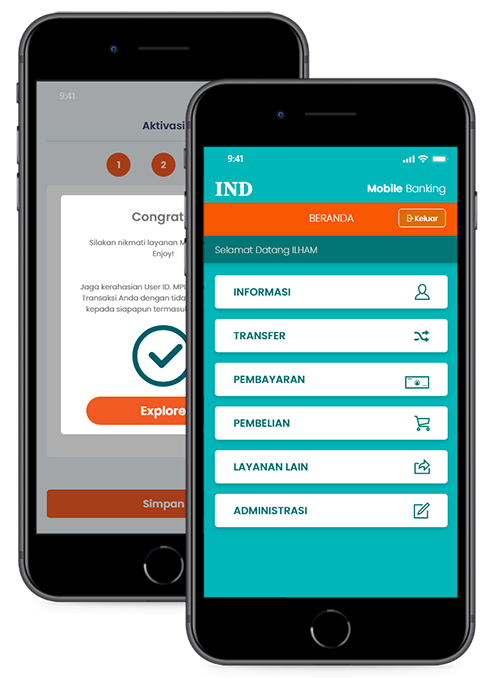 9:41
Aktivasi
1
2
Congrat
Silakan nikmati layanan M
Enjoy!
Jaga kerahasian User ID. MPI
Transaksi Anda dengan tida
kepada siapapun termasu
Explore
Simpan
9:41
IND
Mobile Banking
BERANDA
Keluar
Selamat Datang ILHAM
INFORMASI
TRANSFER
PEMBAYARAN
PEMBELIAN
LAYANAN LAIN
ADMINISTRASI